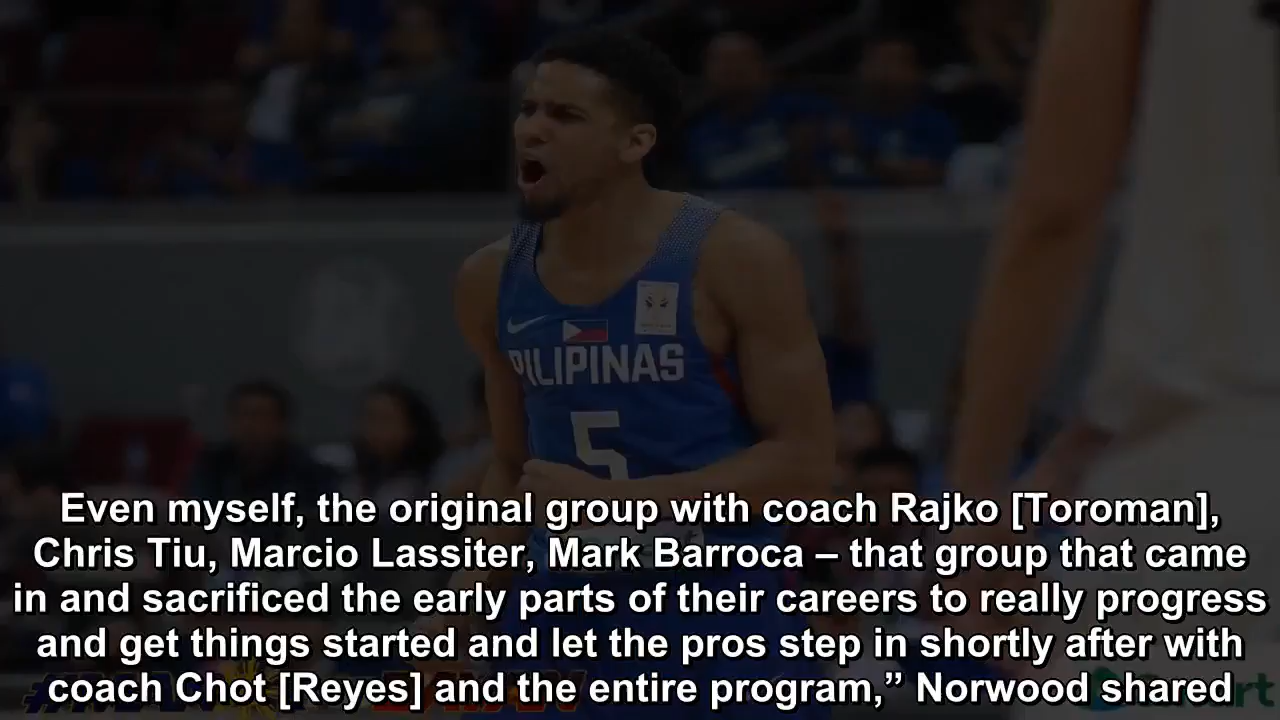 PILIPINAS
5
Even myself, the original group with coach Rajko [Toroman],
Chris Tiu, Marcio Lassiter, Mark Barroca – that group that came
in and sacrificed the early parts of their careers to really progress
and get things started and let the pros step in shortly after with
coach Chot [Reyes] and the entire program,” Norwood shared